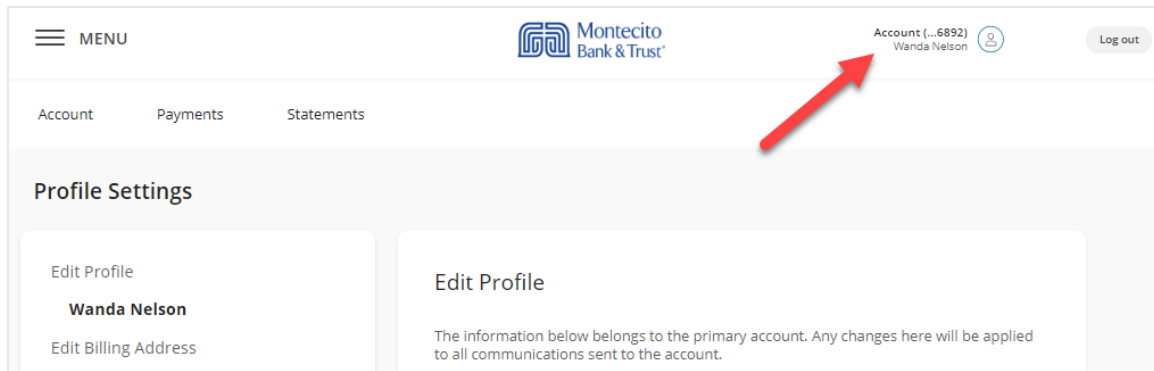 MENU
Montecito
Bank & Trust
Account (...6892)
Wanda Nelson
Log out
Account
Payments
Statements
Profile Settings
Edit Profile
Wanda Nelson
Edit Billing Address
Edit Profile
The information below belongs to the primary account. Any changes here will be applied
to all communications sent to the account.